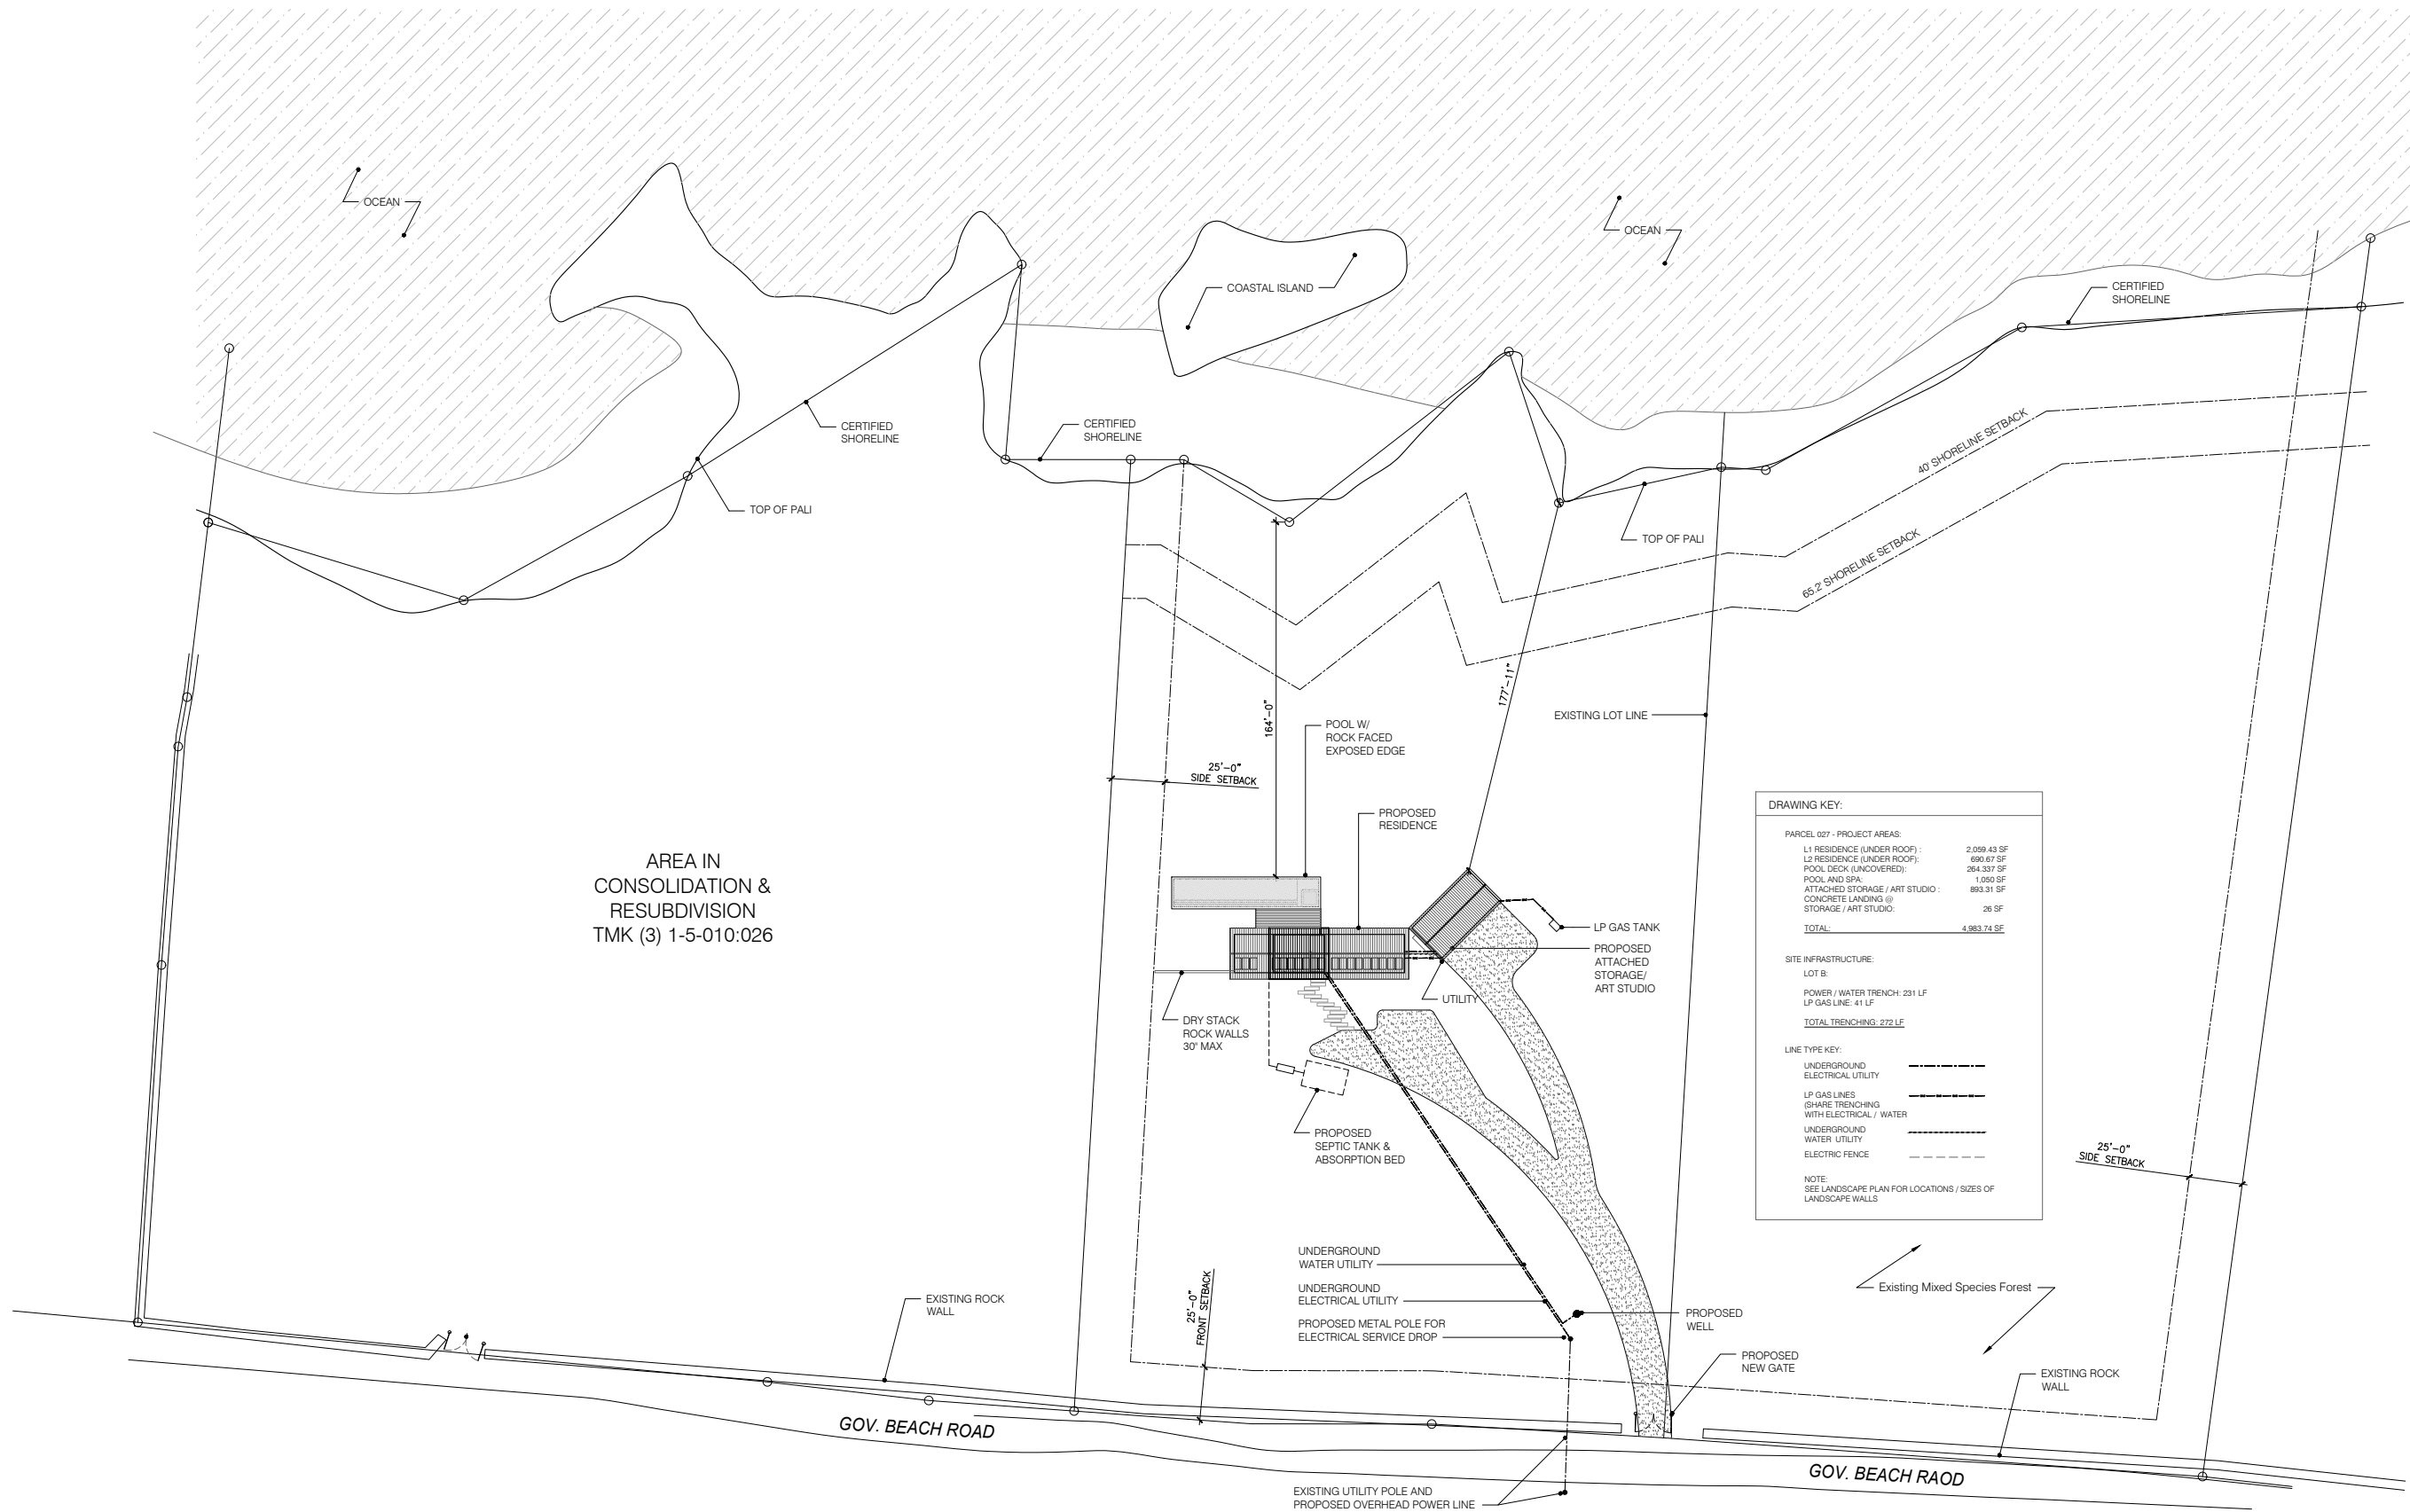 OCEAN
OCEAN
COASTAL ISLAND
CERTIFIED
SHORELINE
CERTIFIED
SHORELINE
CERTIFIED
SHORELINE
40' SHORELINE SETBACK
TOP OF PALI
TOP OF PALI
65.2' SHORELINE SETBACK
177'-11"
164'-0"
EXISTING LOT LINE
POOL W/
ROCK FACED
EXPOSED EDGE
25'-0"
SIDE SETBACK
PROPOSED
RESIDENCE
AREA IN
CONSOLIDATION &
RESUBDIVISION
TMK (3) 1-5-010:026
LP GAS TANK
PROPOSED
ATTACHED
STORAGE/
ART STUDIO
UTILITY
DRY STACK
ROCK WALLS
30" MAX
PROPOSED
SEPTIC TANK &
ABSORPTION BED
DRAWING KEY:
PARCEL 027 - PROJECT AREAS:
L1 RESIDENCE (UNDER ROOF) : 2,059.43 SF
L2 RESIDENCE (UNDER ROOF): 690.67 SF
POOL DECK (UNCOVERED): 264.337 SF
POOL AND SPA: 1,050 SF
ATTACHED STORAGE / ART STUDIO : 893.31 SF
CONCRETE LANDING @
STORAGE / ART STUDIO: 26 SF
TOTAL: 4,983.74 SF
SITE INFRASTRUCTURE:
LOT B:
POWER / WATER TRENCH: 231 LF
LP GAS LINE: 41 LF
TOTAL TRENCHING: 272 LF
LINE TYPE KEY:
UNDERGROUND
ELECTRICAL UTILITY
LP GAS LINES
(SHARE TRENCHING
WITH ELECTRICAL / WATER
UNDERGROUND
WATER UTILITY
ELECTRIC FENCE
NOTE:
SEE LANDSCAPE PLAN FOR LOCATIONS / SIZES OF
LANDSCAPE WALLS
25'-0"
SIDE SETBACK
UNDERGROUND
WATER UTILITY
UNDERGROUND
ELECTRICAL UTILITY
PROPOSED METAL POLE FOR
ELECTRICAL SERVICE DROP
Existing Mixed Species Forest
PROPOSED
WELL
EXISTING ROCK
WALL
25'-0"
FRONT SETBACK
PROPOSED
NEW GATE
EXISTING ROCK
WALL
GOV. BEACH ROAD
GOV. BEACH RAOD
EXISTING UTILITY POLE AND
PROPOSED OVERHEAD POWER LINE